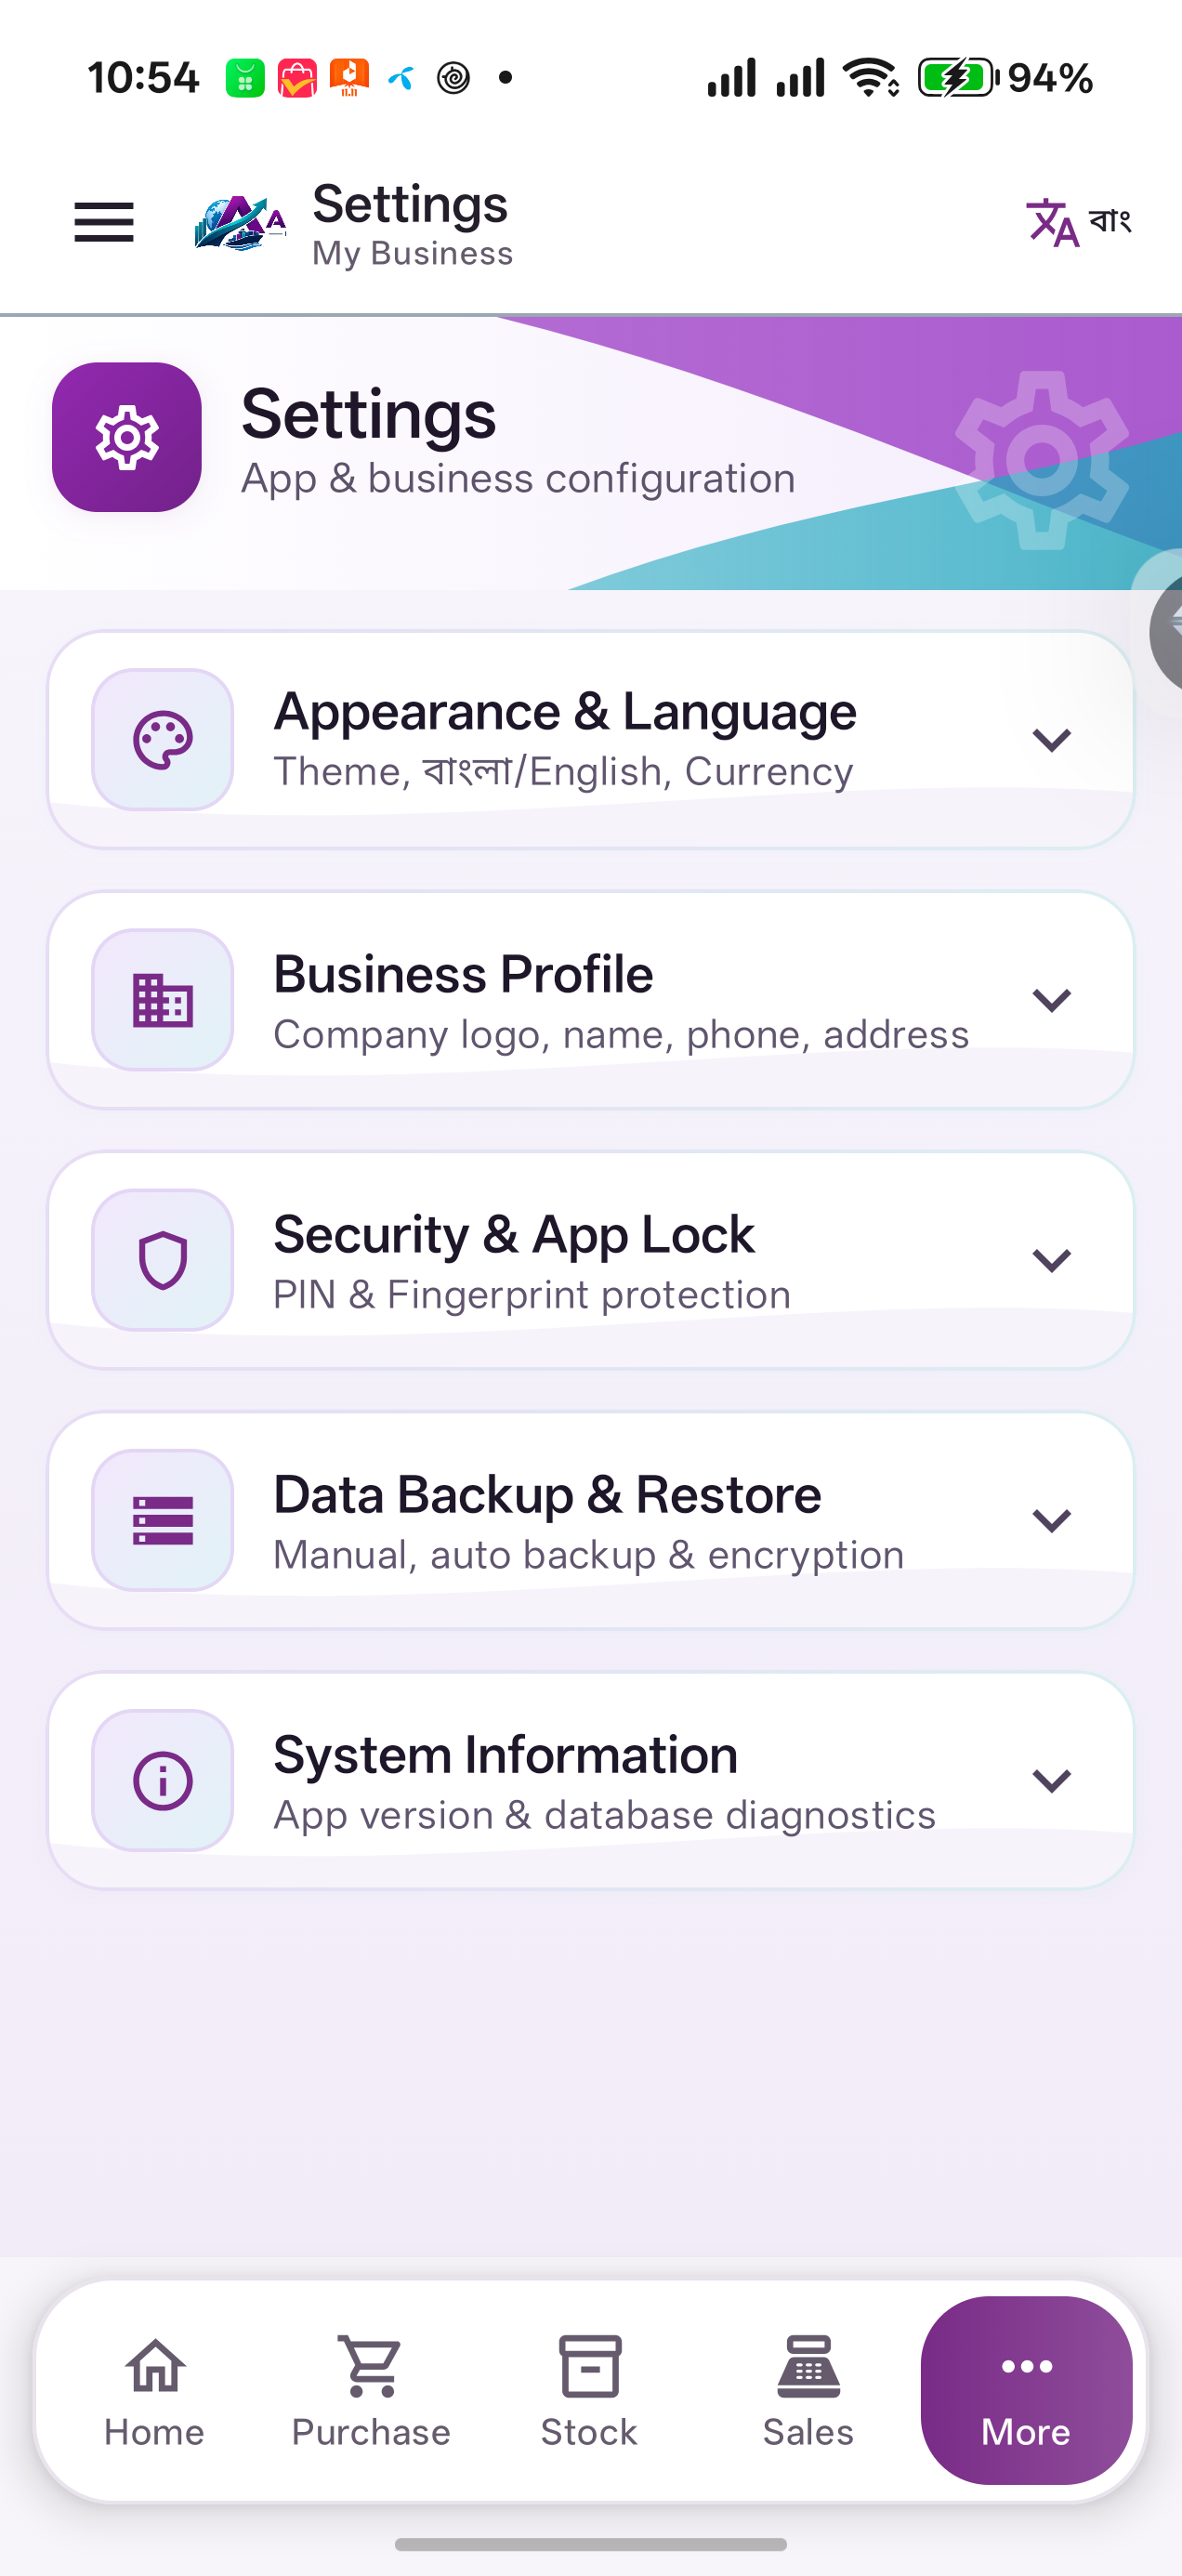 10:54
94%
Settings
My Business
বাং
Settings
App & business configuration
Appearance & Language
Theme, বাংলা/English, Currency
Business Profile
Company logo, name, phone, address
Security & App Lock
PIN & Fingerprint protection
Data Backup & Restore
Manual, auto backup & encryption
System Information
App version & database diagnostics
Home
Purchase
Stock
Sales
More